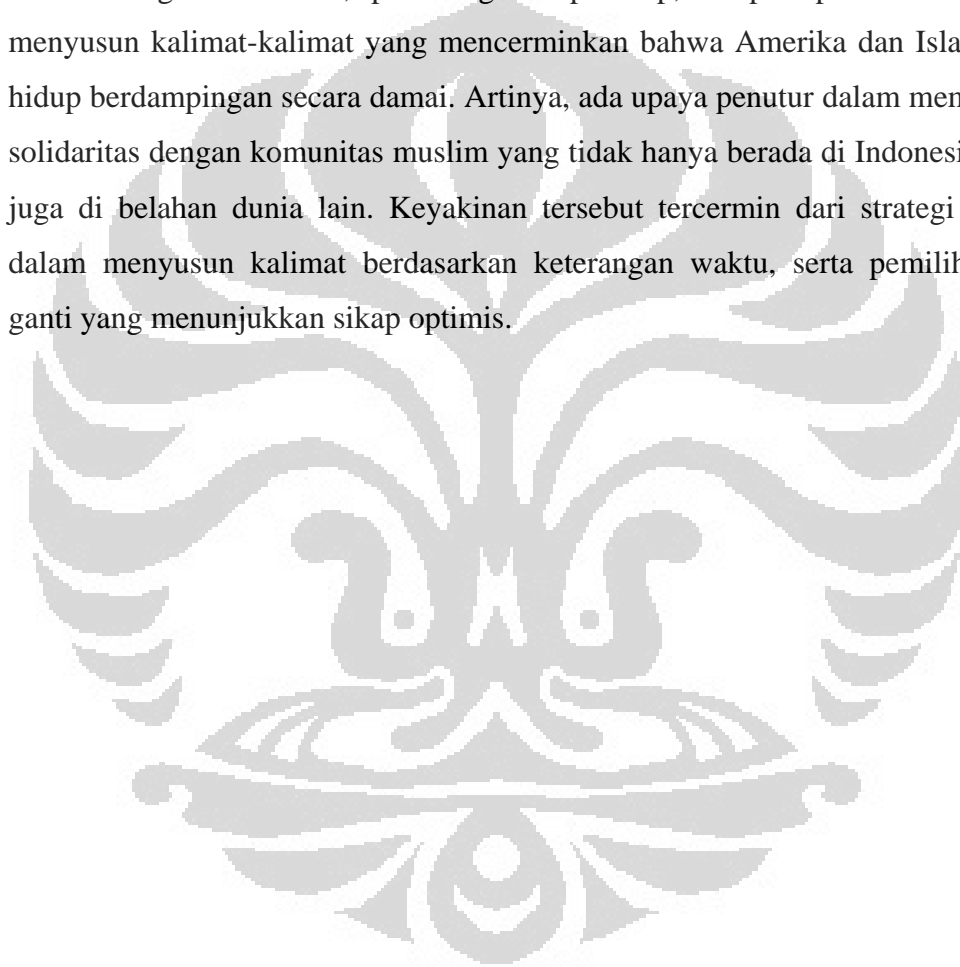 menyusun kalimat-kalimat yang mencerminkan bahwa Amerika dan Isla
hidup berdampingan secara damai. Artinya, ada upaya penutur dalam men
solidaritas dengan komunitas muslim yang tidak hanya berada di Indonesi
juga di belahan dunia lain. Keyakinan tersebut tercermin dari strategi
dalam menyusun kalimat berdasarkan keterangan waktu, serta pemilih
ganti yang menunjukkan sikap optimis.